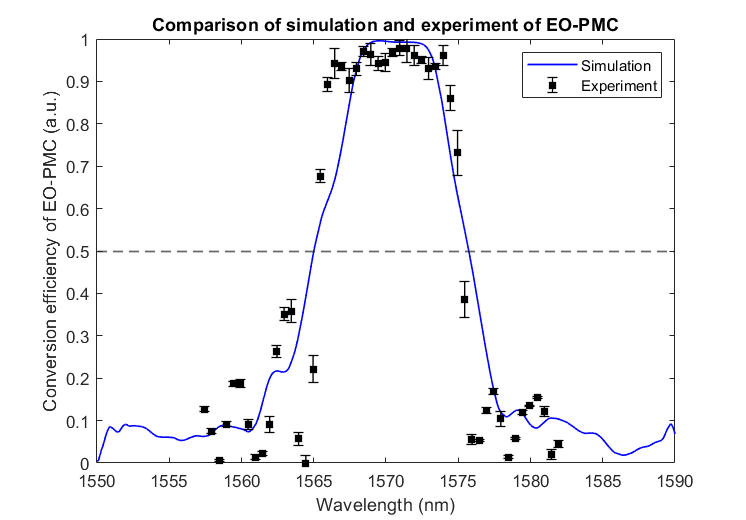 Comparison of simulation and experiment of EO-PMC
Conversion efficiency of EO-PMC (a.u.)
1
0.9
0.8
0.7
0.6
0.5
0.4
0.3
0.2
0.1
0
Simulation
Experiment
1550 1555 1560 1565 1570 1575 1580 1585 1590
Wavelength (nm)